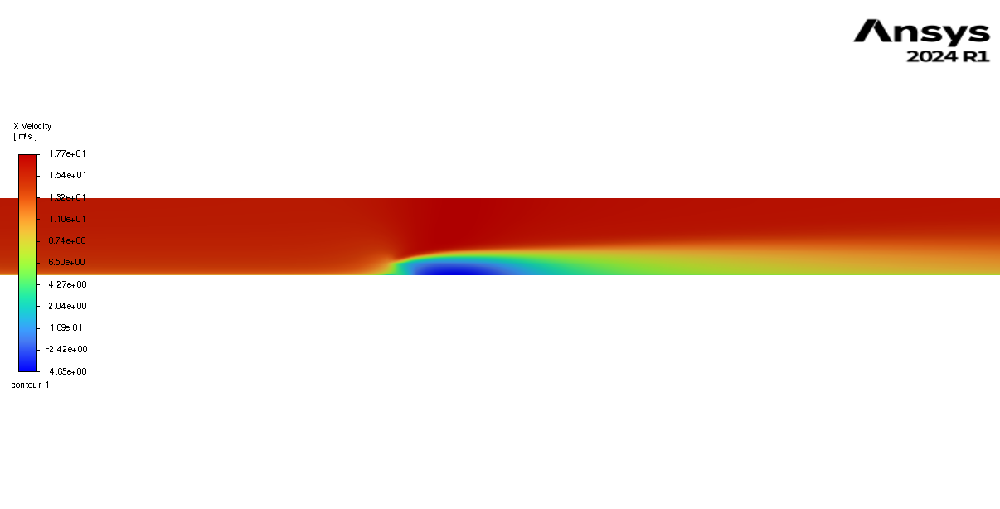 Ansys
2024 R1
X Velocity
[ m/s ]
1.77e+01
1.54e+01
1.32e+01
1.10e+01
8.74e+00
6.50e+00
4.27e+00
2.04e+00
-1.89e-01
-2.42e+00
-4.65e+00
contour-1